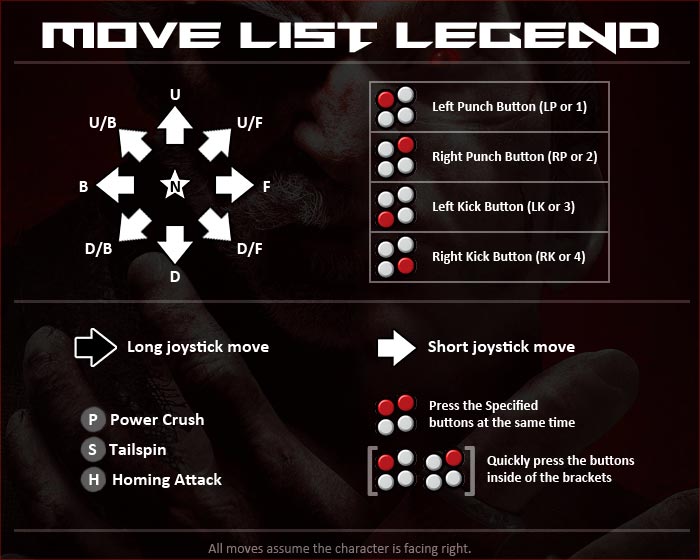 MOVE LIST LEGEND
U
U/B
U/F
B
N
F
D/B
D/F
D
Left Punch Button (LP or 1)
Right Punch Button (RP or 2)
Left Kick Button (LK or 3)
Right Kick Button (RK or 4)
Long joystick move
Short joystick move
P Power Crush
S Tailspin
H Homing Attack
Press the Specified
buttons at the same time
Quickly press the buttons
inside of the brackets
All moves assume the character is facing right.